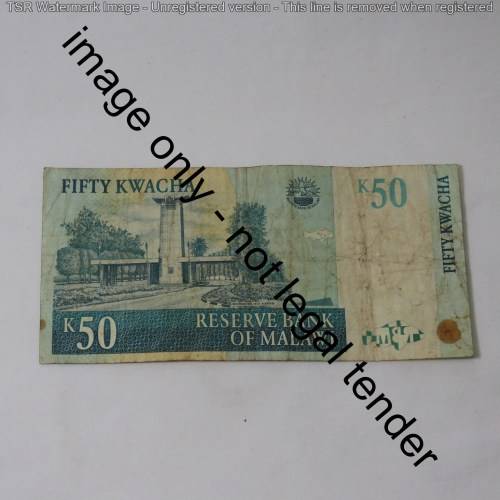 TSR Watermark Image - Unregistered version - This line is removed when registered
image only - not legal tender
FIFTY KWACHA
K50
FIFTY KWACHA
K50
RESERVE BANK
OF MALAWI